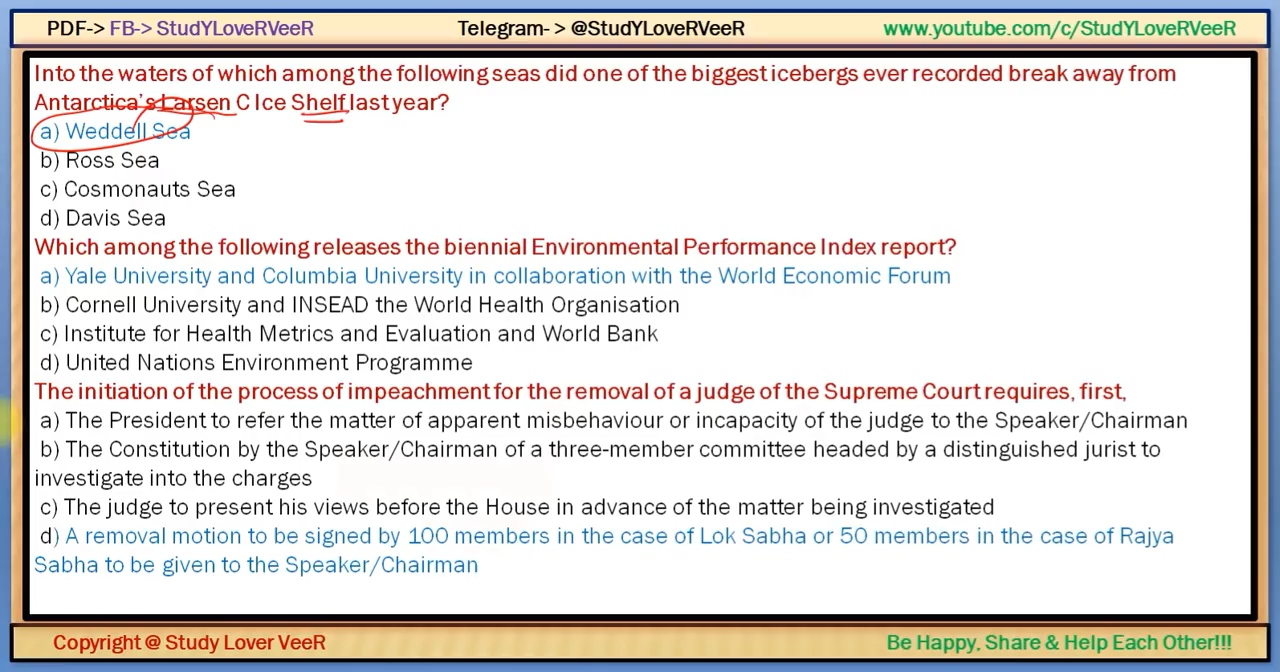 PDF-> FB-> StudYLoveRVeeR Telegram- > @StudYLoveRVeeR www.youtube.com/c/StudYLoveRVeeR
Into the waters of which among the following seas did one of the biggest icebergs ever recorded break away from
Antarctica's Larsen C Ice Shelf last year?
a) Weddell Sea
b) Ross Sea
c) Cosmonauts Sea
d) Davis Sea
Which among the following releases the biennial Environmental Performance Index report?
a) Yale University and Columbia University in collaboration with the World Economic Forum
b) Cornell University and INSEAD the World Health Organisation
c) Institute for Health Metrics and Evaluation and World Bank
d) United Nations Environment Programme
The initiation of the process of impeachment for the removal of a judge of the Supreme Court requires, first,
a) The President to refer the matter of apparent misbehaviour or incapacity of the judge to the Speaker/Chairman
b) The Constitution by the Speaker/Chairman of a three-member committee headed by a distinguished jurist to
investigate into the charges
c) The judge to present his views before the House in advance of the matter being investigated
d) A removal motion to be signed by 100 members in the case of Lok Sabha or 50 members in the case of Rajya
Sabha to be given to the Speaker/Chairman
Copyright @ Study Lover VeeR Be Happy, Share & Help Each Other!!!